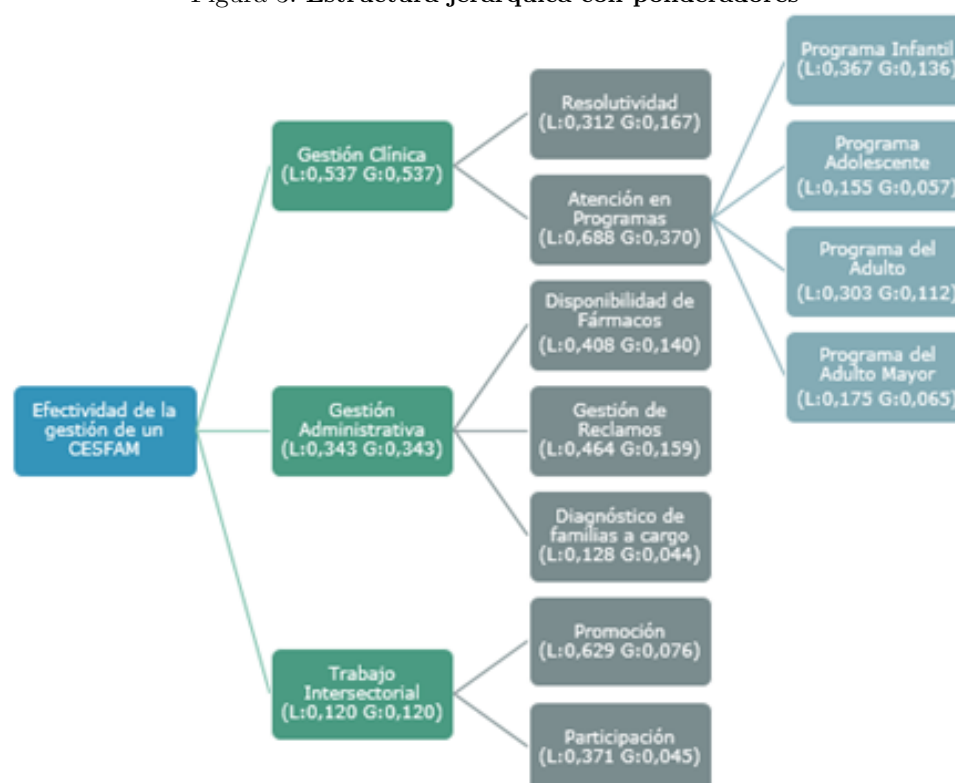 Figura 3: Estructura jerárquica con ponderadores
Efectividad de la
gestión de un
CESFAM
Gestión Clínica
(L:0,537 G:0,537)
Resolutividad
(L:0,312 G:0,167)
Atención en
Programas
(L:0,688 G:0,370)
Programa Infantil
(L:0,367 G:0,136)
Programa
Adolescente
(L:0,155 G:0,057)
Programa del
Adulto
(L:0,303 G:0,112)
Programa del
Adulto Mayor
(L:0,175 G:0,065)
Gestión
Administrativa
(L:0,343 G:0,343)
Disponibilidad de
Fármacos
(L:0,408 G:0,140)
Gestión de
Reclamos
(L:0,464 G:0,159)
Diagnóstico de
familias a cargo
(L:0,128 G:0,044)
Trabajo
Intersectorial
(L:0,120 G:0,120)
Promoción
(L:0,629 G:0,076)
Participación
(L:0,371 G:0,045)